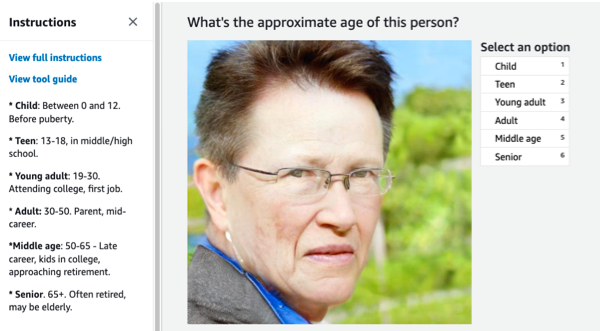 Instructions
View full instructions
View tool guide
* Child: Between 0 and 12.
Before puberty.
* Teen: 13-18, in middle/high
school.
* Young adult: 19-30.
Attending college, first job.
* Adult: 30-50. Parent, mid-
career.
*Middle age: 50-65 - Late
career, kids in college,
approaching retirement.
* Senior. 65+. Often retired,
may be elderly.
What's the approximate age of this person?
Select an option
Child 1
Teen 2
Young adult 3
Adult 4
Middle age 5
Senior 6